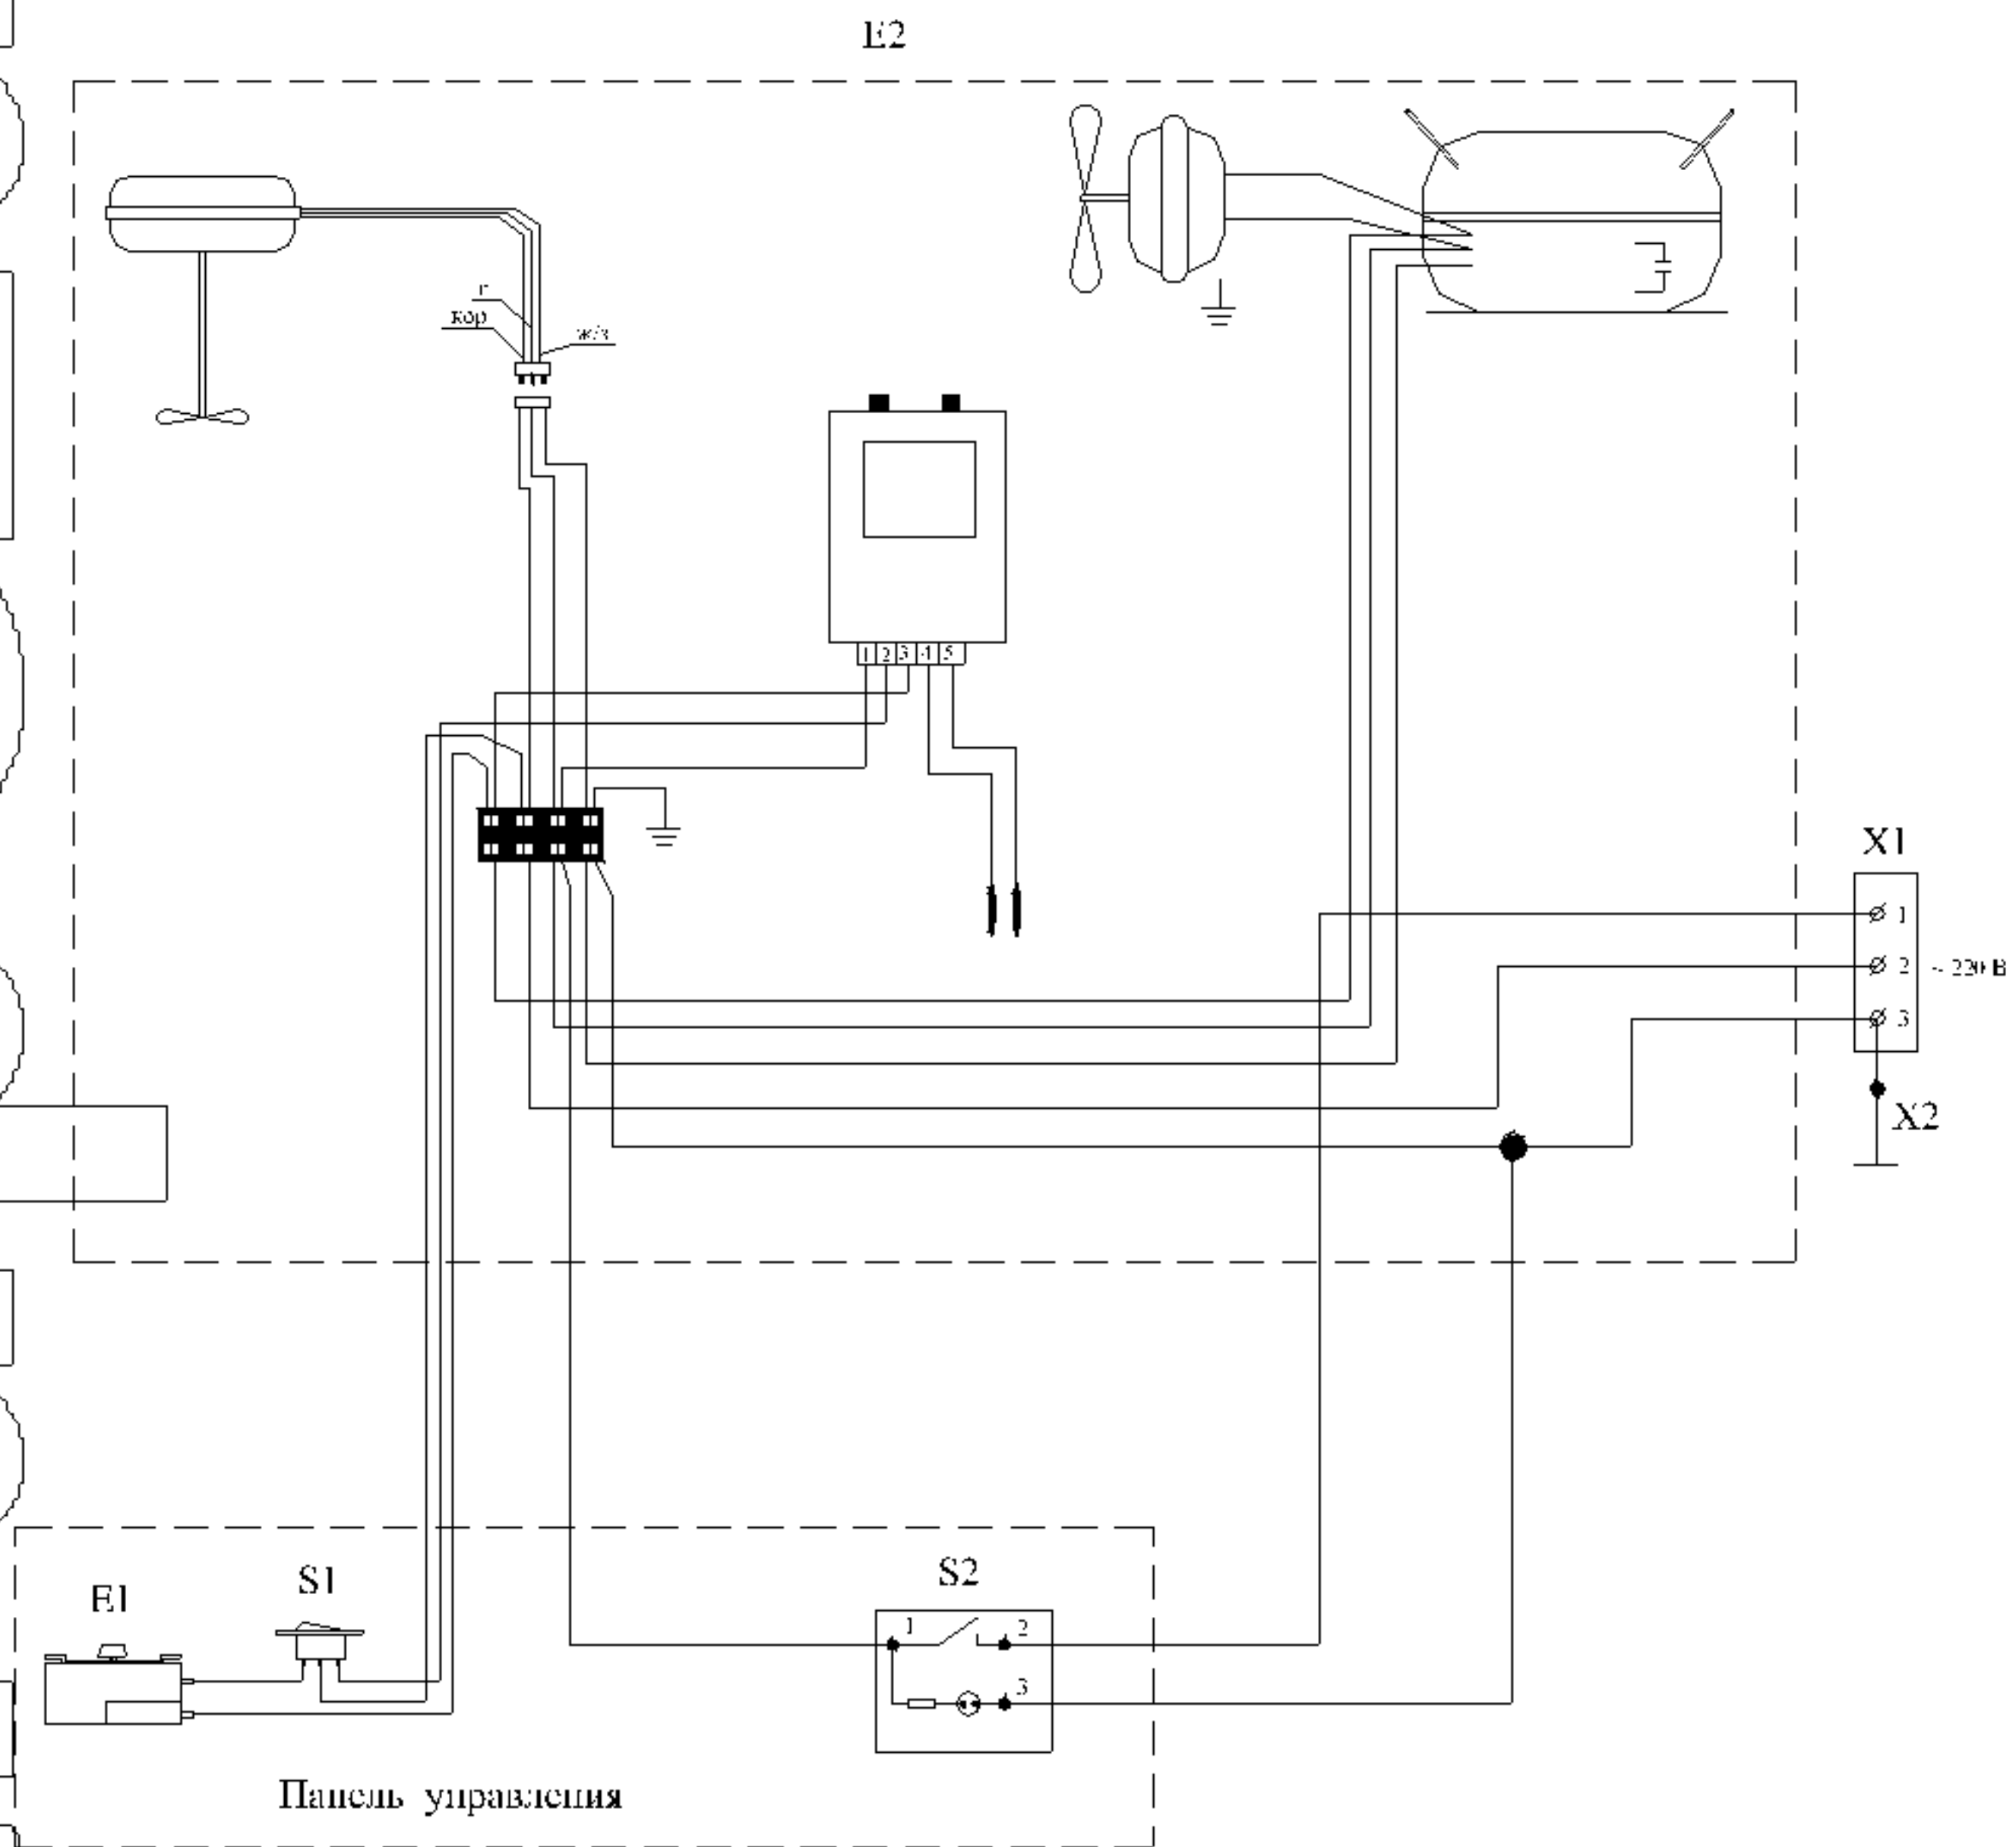 E2
г
кор
ж/з
1 2 3 4 5
X1
1
2 ~ 220 В
3
X2
S2
S1
E1
1 2
3
Панель управления